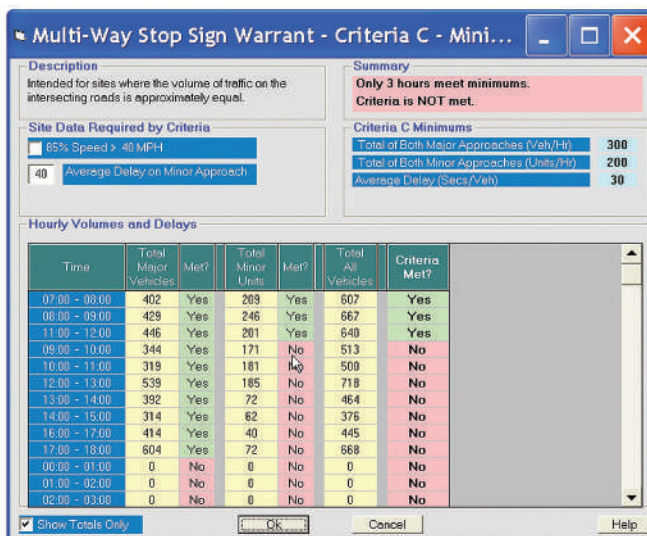 Multi-Way Stop Sign Warrant - Criteria C - Mini...
Description
Intended for sites where the volume of traffic on the
intersecting roads is approximately equal.
Summary
Only 3 hours meet minimums.
Criteria is NOT met.
Site Data Required by Criteria
85% Speed > 40 MPH
40 Average Delay on Minor Approach
Criteria C Minimums
Total of Both Major Approaches (Veh/Hr) 300
Total of Both Minor Approaches (Units/Hr) 200
Average Delay (Secs/Veh) 30
Hourly Volumes and Delays
Time Total Major Vehicles Met? Total Minor Units Met? Total All Vehicles Criteria Met?
07:00 - 08:00 402 Yes 209 Yes 607 Yes
08:00 - 09:00 429 Yes 246 Yes 667 Yes
11:00 - 12:00 446 Yes 201 Yes 640 Yes
09:00 - 10:00 344 Yes 171 No 513 No
10:00 - 11:00 319 Yes 181 No 500 No
12:00 - 13:00 539 Yes 185 No 718 No
13:00 - 14:00 392 Yes 72 No 464 No
14:00 - 15:00 314 Yes 62 No 376 No
16:00 - 17:00 414 Yes 40 No 445 No
17:00 - 18:00 604 Yes 72 No 668 No
00:00 - 01:00 0 No 0 No 0 No
01:00 - 02:00 0 No 0 No 0 No
02:00 - 03:00 0 No 0 No 0 No
Show Totals Only Ok Cancel Help